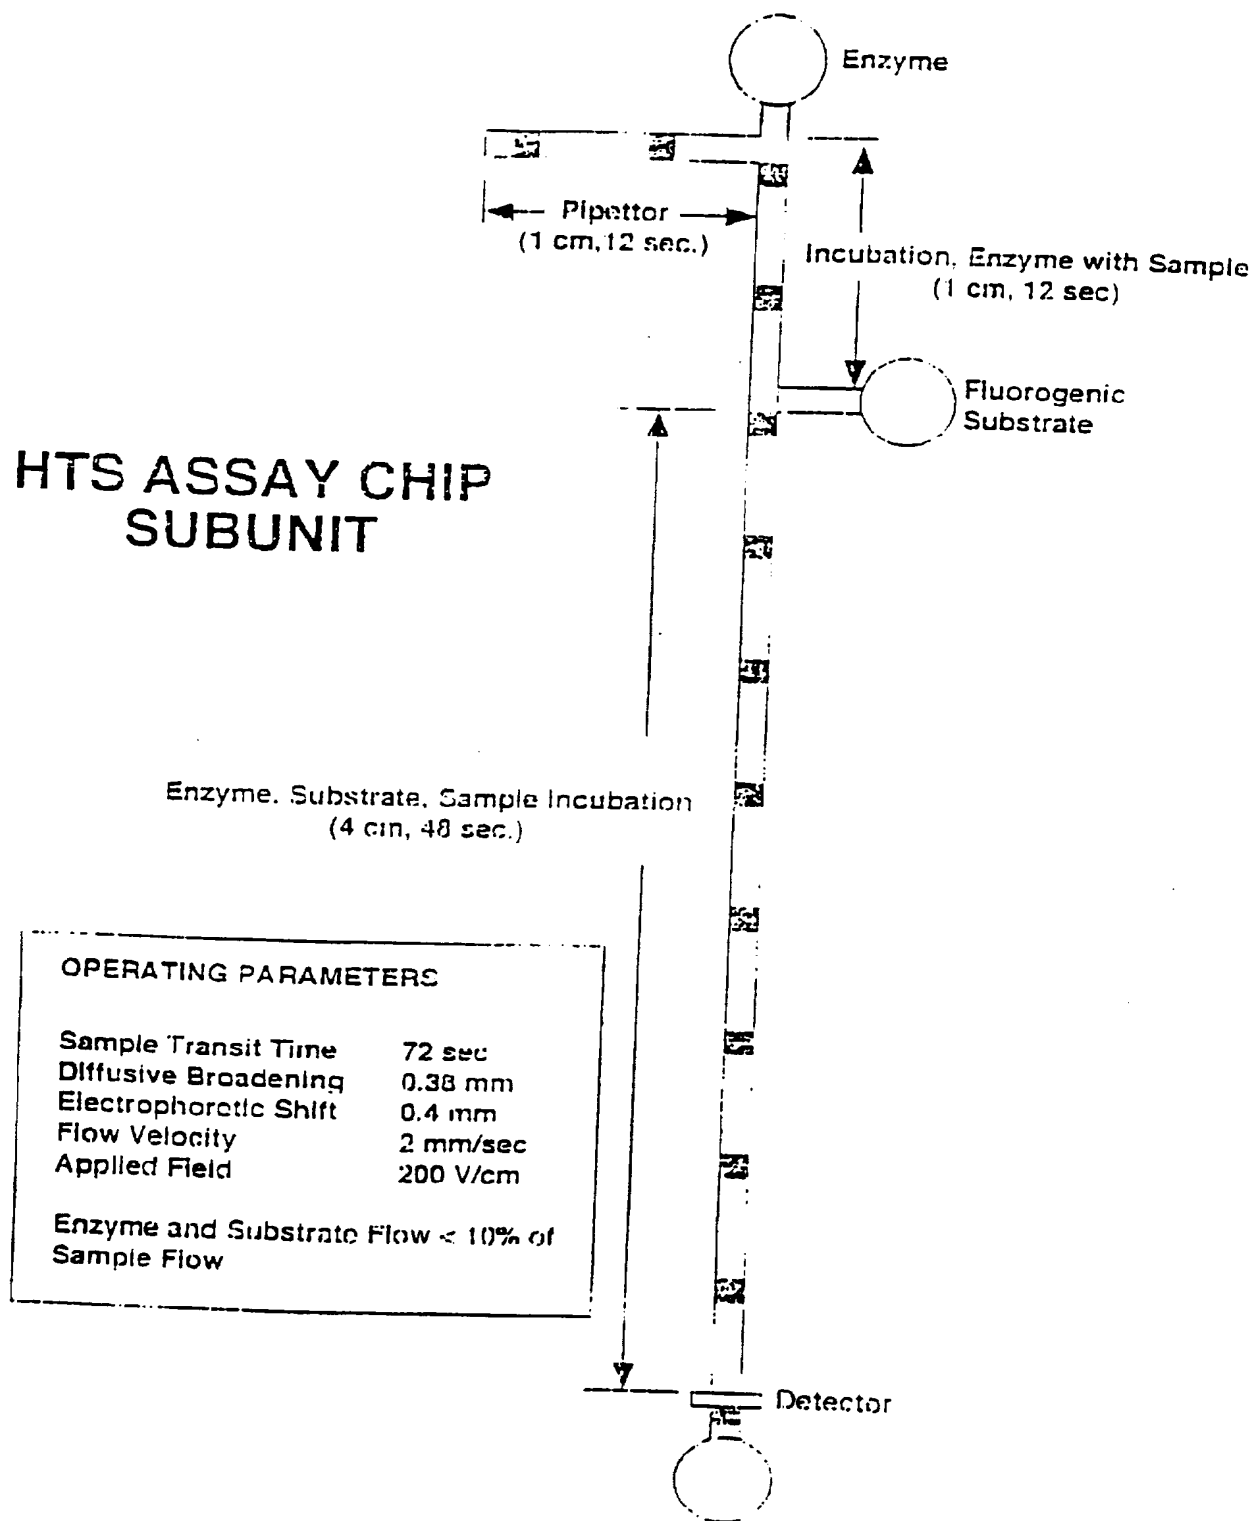 Enzyme
Pipettor
(1 cm, 12 sec.)
Incubation, Enzyme with Sample
(1 cm, 12 sec)
Fluorogenic
Substrate
HTS ASSAY CHIP
SUBUNIT
Enzyme, Substrate, Sample Incubation
(4 cm, 48 sec.)
OPERATING PARAMETERS
Sample Transit Time 72 sec
Diffusive Broadening 0.38 mm
Electrophoretic Shift 0.4 mm
Flow Velocity 2 mm/sec
Applied Field 200 V/cm
Enzyme and Substrate Flow < 10% of
Sample Flow
Detector